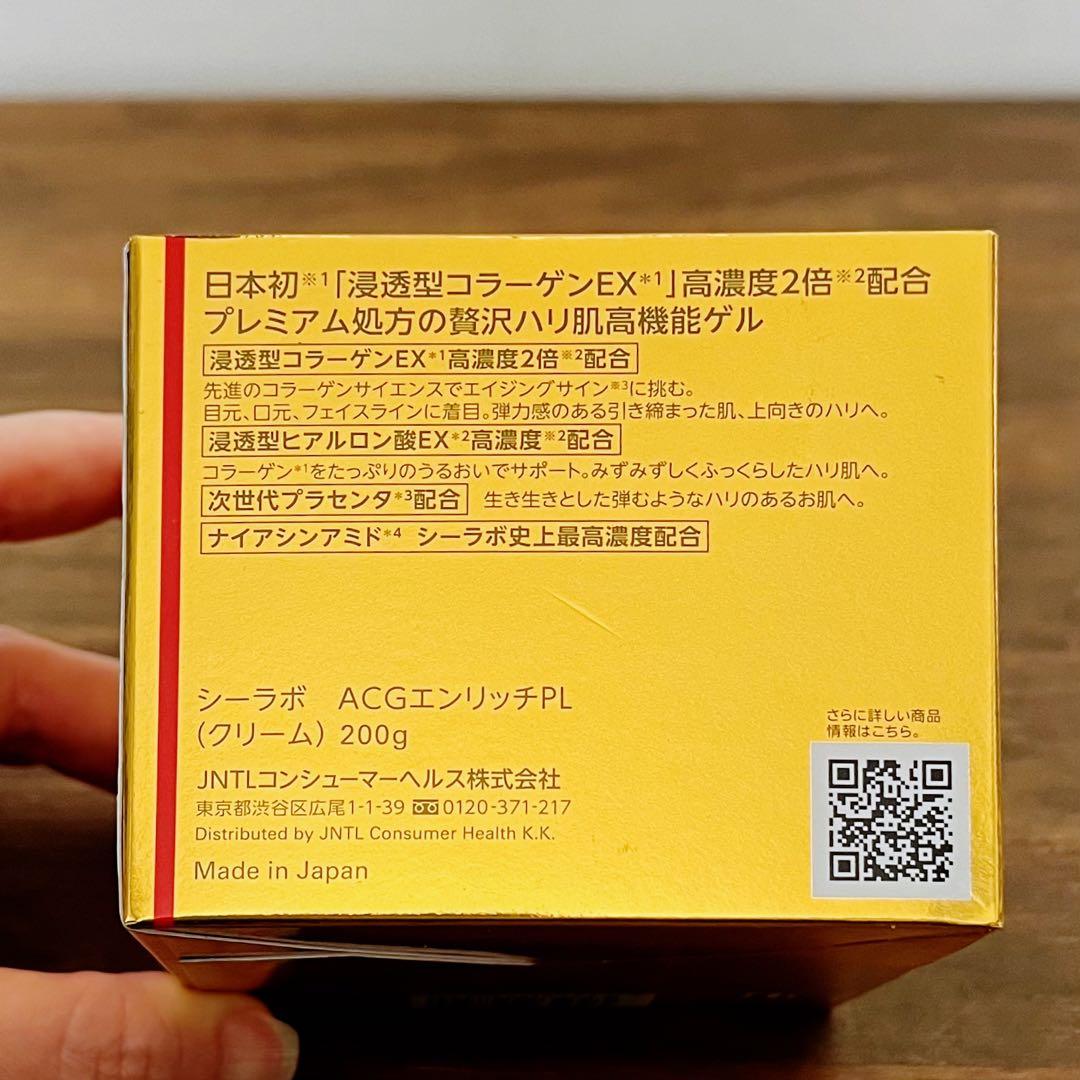 日本初※1「浸透型コラーゲンEX*1」高濃度2倍※2配合
プレミアム処方の贅沢ハリ肌高機能ゲル
浸透型コラーゲンEX*1高濃度2倍※2配合
先進のコラーゲンサイエンスでエイジングサイン※3に挑む。
目元、口元、フェイスラインに着目。弾力感のある引き締まった肌、上向きのハリへ。
浸透型ヒアルロン酸EX*2高濃度※2配合
コラーゲン*1をたっぷりのうるおいでサポート。みずみずしくふっくらしたハリ肌へ。
次世代プラセンタ*3配合 生き生きとした弾むようなハリのあるお肌へ。
ナイアシンアミド*4 シーラボ史上最高濃度配合
シーラボ ACGエンリッチPL
(クリーム) 200g
JNTLコンシューマーヘルス株式会社
東京都渋谷区広尾1-1-39 0120-371-217
Distributed by JNTL Consumer Health K.K.
Made in Japan
さらに詳しい商品
情報はこちら。